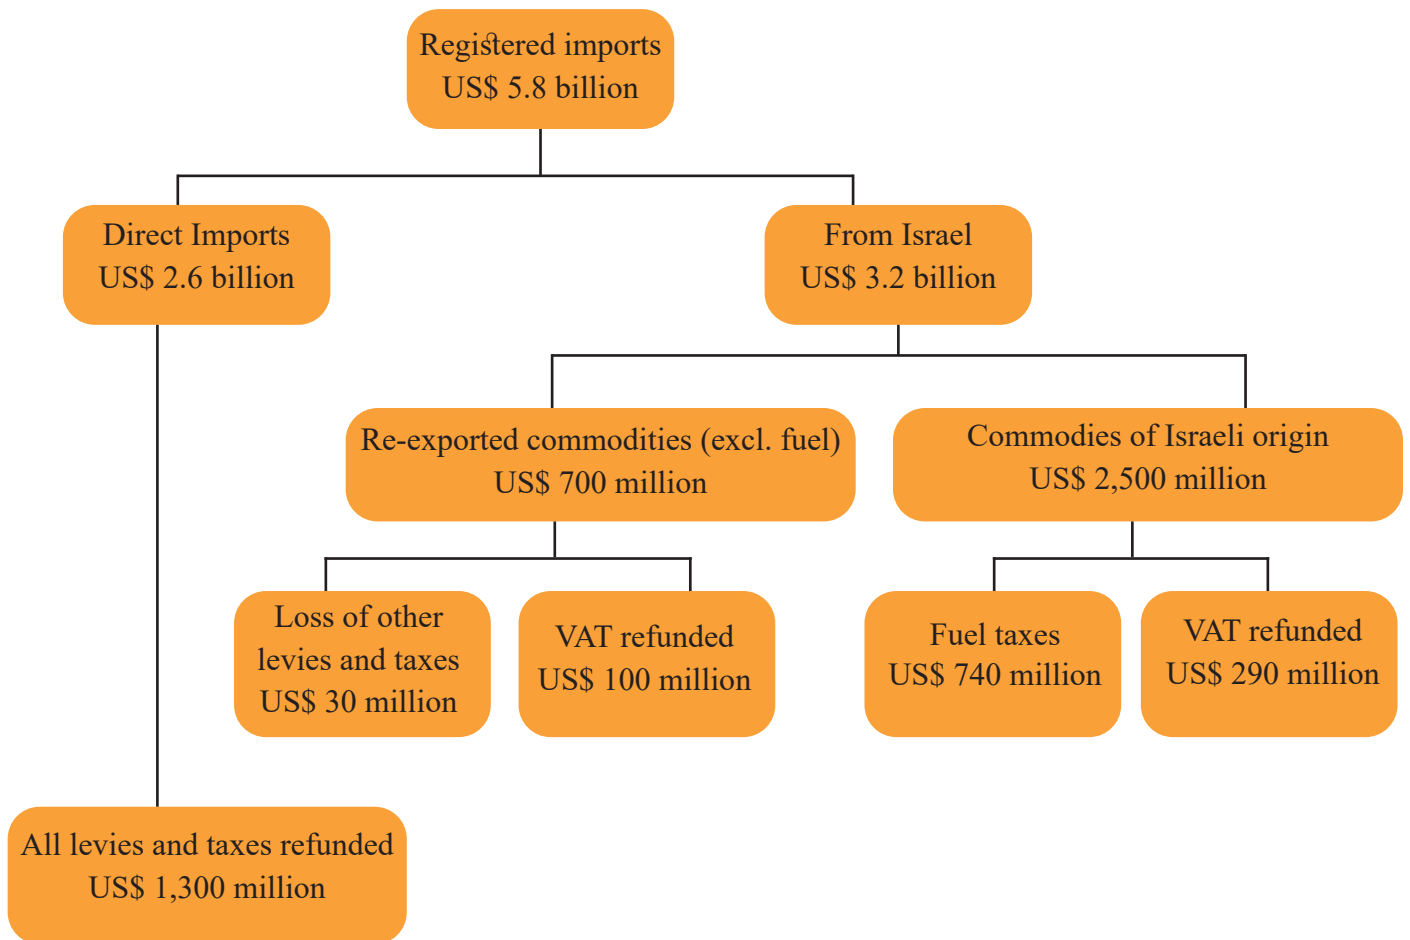 Registered imports
US$ 5.8 billion
Direct Imports
US$ 2.6 billion
From Israel
US$ 3.2 billion
Re-exported commodities (excl. fuel)
US$ 700 million
Commodies of Israeli origin
US$ 2,500 million
Loss of other
levies and taxes
US$ 30 million
VAT refunded
US$ 100 million
Fuel taxes
US$ 740 million
VAT refunded
US$ 290 million
All levies and taxes refunded
US$ 1,300 million